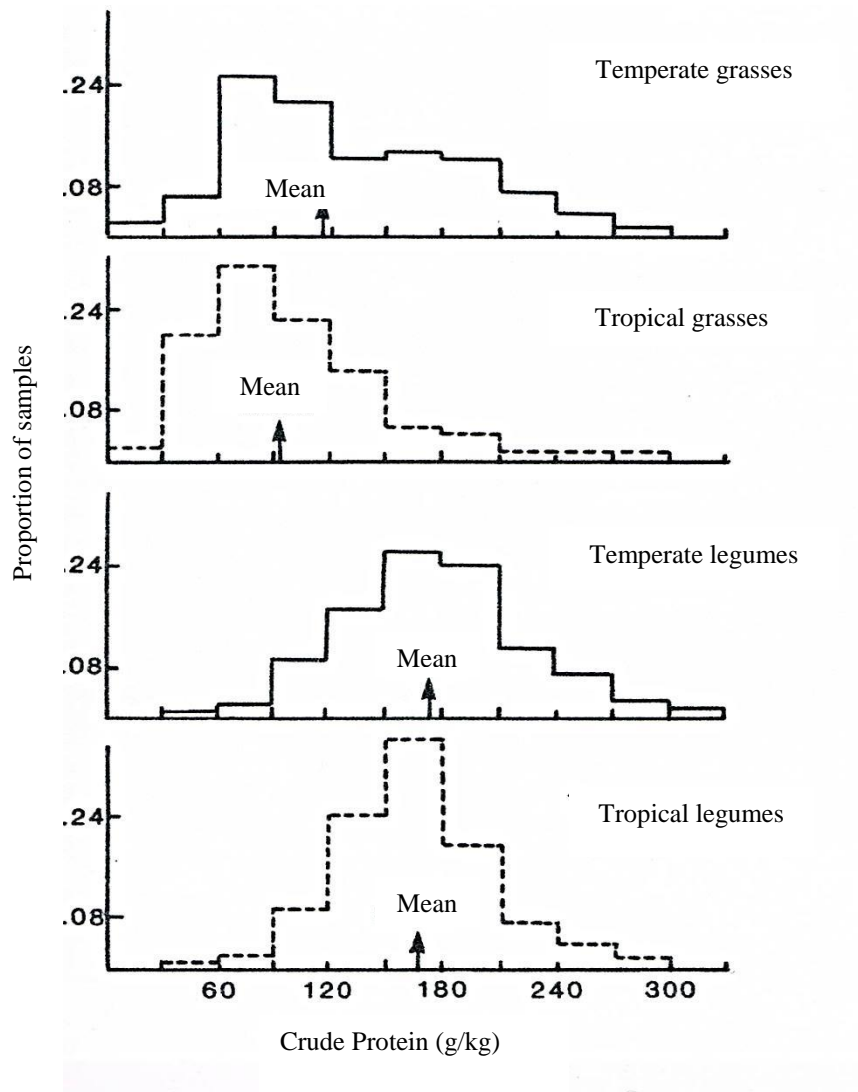 Temperate grasses
.24
.08
Mean
Tropical grasses
.24
.08
Mean
Proportion of samples
Temperate legumes
.24
.08
Mean
Tropical legumes
.24
.08
Mean
60 120 180 240 300
Crude Protein (g/kg)